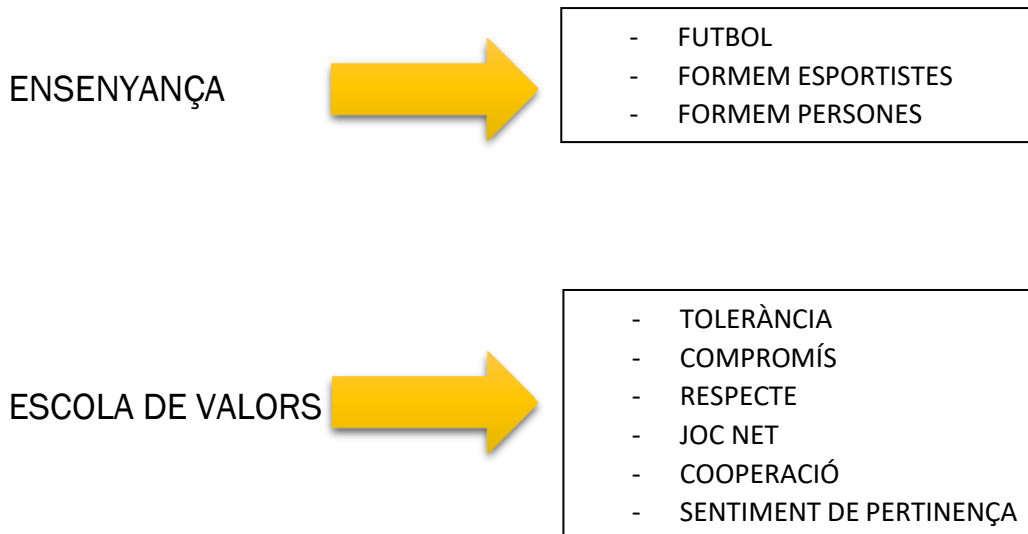 ENSENYANÇA
- FUTBOL
- FORMEM ESPORTISTES
- FORMEM PERSONES
ESCOLA DE VALORS
- TOLERÀNCIA
- COMPROMÍS
- RESPECTE
- JOC NET
- COOPERACIÓ
- SENTIMENT DE PERTINENÇA